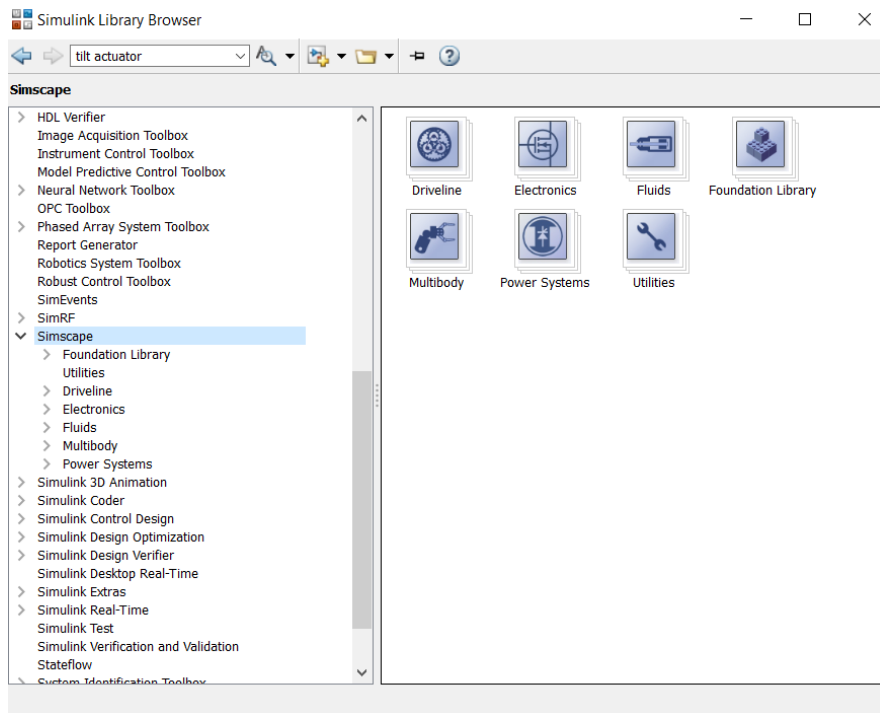 Simulink Library Browser
tilt actuator
Simscape
HDL Verifier
Image Acquisition Toolbox
Instrument Control Toolbox
Model Predictive Control Toolbox
Neural Network Toolbox
OPC Toolbox
Phased Array System Toolbox
Report Generator
Robotics System Toolbox
Robust Control Toolbox
SimEvents
SimRF
Simscape
Foundation Library
Utilities
Driveline
Electronics
Fluids
Multibody
Power Systems
Simulink 3D Animation
Simulink Coder
Simulink Control Design
Simulink Design Optimization
Simulink Design Verifier
Simulink Desktop Real-Time
Simulink Extras
Simulink Real-Time
Simulink Test
Simulink Verification and Validation
Stateflow
System Identification Toolbox
Driveline Electronics Fluids Foundation Library
Multibody Power Systems Utilities